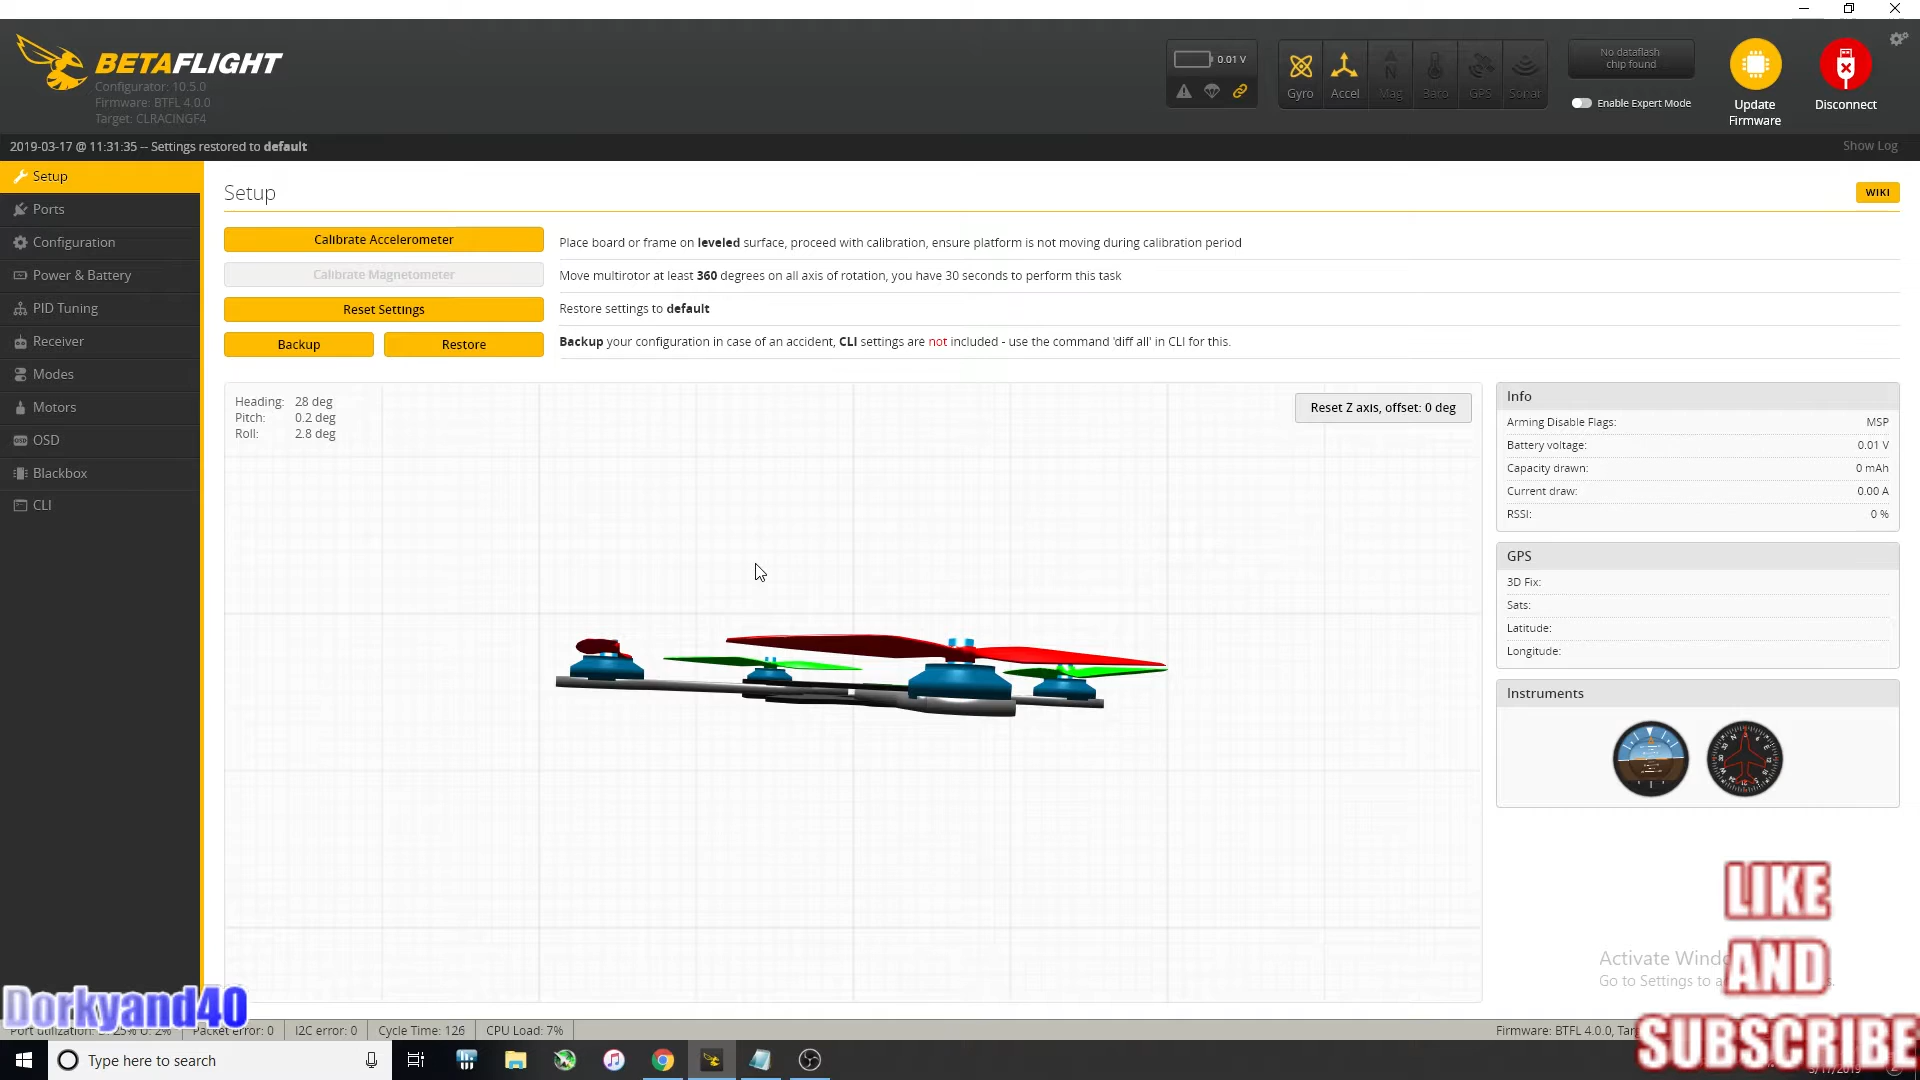 BETAFLIGHT
Configurator: 10.5.0
Firmware: BTFL 4.0.0
Target: CLRACINGF4
0.01 V
Gyro
Accel
Mag
Baro
GPS
Sonar
No dataflash
chip found
Enable Expert Mode
Update
Firmware
Disconnect
2019-03-17 @ 11:31:35 -- Settings restored to default
Show Log
Setup
Ports
Configuration
Power & Battery
PID Tuning
Receiver
Modes
Motors
OSD
Blackbox
CLI
Setup
WIKI
Calibrate Accelerometer
Place board or frame on leveled surface, proceed with calibration, ensure platform is not moving during calibration period
Calibrate Magnetometer
Move multirotor at least 360 degrees on all axis of rotation, you have 30 seconds to perform this task
Reset Settings
Restore settings to default
Backup
Restore
Backup your configuration in case of an accident, CLI settings are not included - use the command 'diff all' in CLI for this.
Heading: 28 deg
Pitch: 0.2 deg
Roll: 2.8 deg
Reset Z axis, offset: 0 deg
Info
Arming Disable Flags: MSP
Battery voltage: 0.01 V
Capacity drawn: 0 mAh
Current draw: 0.00 A
RSSI: 0 %
GPS
3D Fix:
Sats:
Latitude:
Longitude:
Instruments
LIKE
AND
SUBSCRIBE
Activate
Go to Settings to
Dorkyand40
Port utilization: 25% U: 2%
Packet error: 0
I2C error: 0
Cycle Time: 126
CPU Load: 7%
Firmware: BTFL 4.0.0,
Type here to search